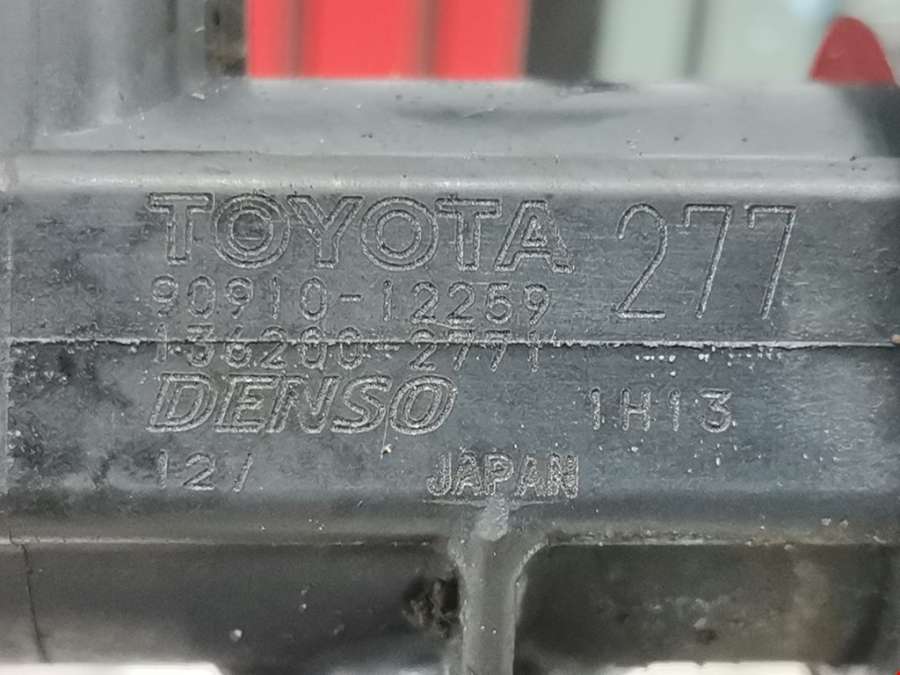 TOYOTA 277
90910-12259
136200-2771
DENSO 1H13
12V JAPAN